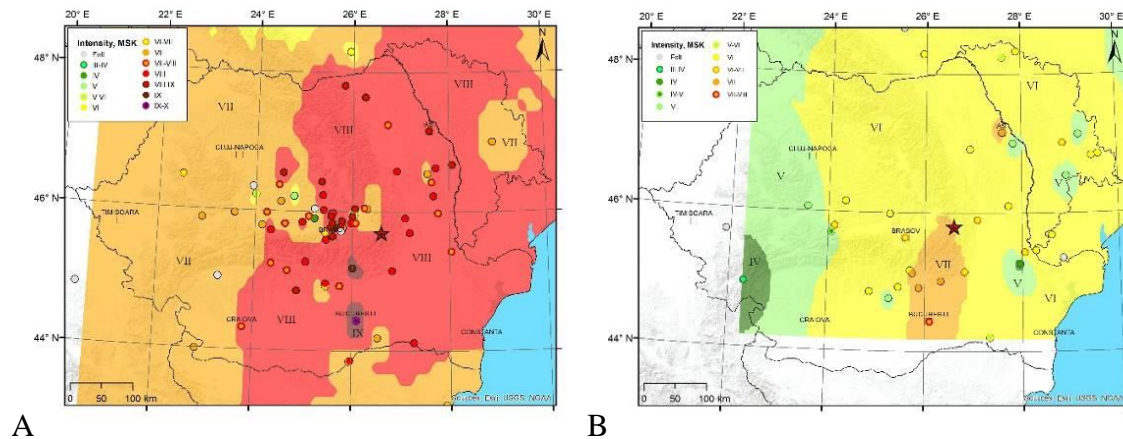 20° E 22° E 24° E 26° E 28° E 30° E
Intensity, MSK
Felt
III-IV
IV
V
V-VI
VI
VI-VII
VII
VII-VIII
VIII
VIII-IX
IX
IX-X
48° N
46° N
44° N
VII
VIII
VIII
VII
CLUJ-NAPOCA
TIMISOARA
VII
VIII
VIII
BUCURESTI
IX
CRAIOVA
CONSTANTA
0 50 100 km
Sources: Esri, USGS, NOAA
A
20° E 22° E 24° E 26° E 28° E 30° E
Intensity, MSK
Felt
III-IV
IV
IV-V
V
V-VI
VI
VI-VII
VII
VII-VIII
48° N
46° N
44° N
VI
VI
CLUJ-NAPOCA
V
V
TIMISOARA
BRASOV
IV
VII
V
VI
BUCURESTI
CRAIOVA
CONSTANTA
0 50 100 km
Sources: Esri, USGS, NOAA
B